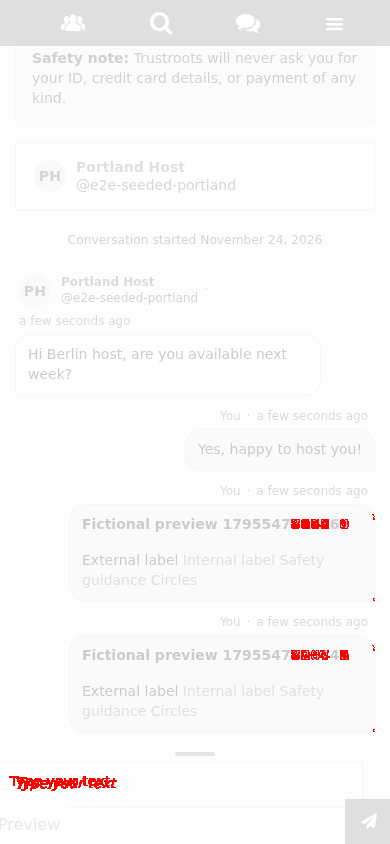 Safety note: Trustroots will never ask you for
your ID, credit card details, or payment of any
kind.
PH
Portland Host
@e2e-seeded-portland
Conversation started November 24, 2026
PH
Portland Host
@e2e-seeded-portland
a few seconds ago
Hi Berlin host, are you available next
week?
You · a few seconds ago
Yes, happy to host you!
You · a few seconds ago
Fictional preview
External label Internal label Safety
guidance Circles
You · a few seconds ago
Fictional preview
External label Internal label Safety
guidance Circles
Type your text
Preview